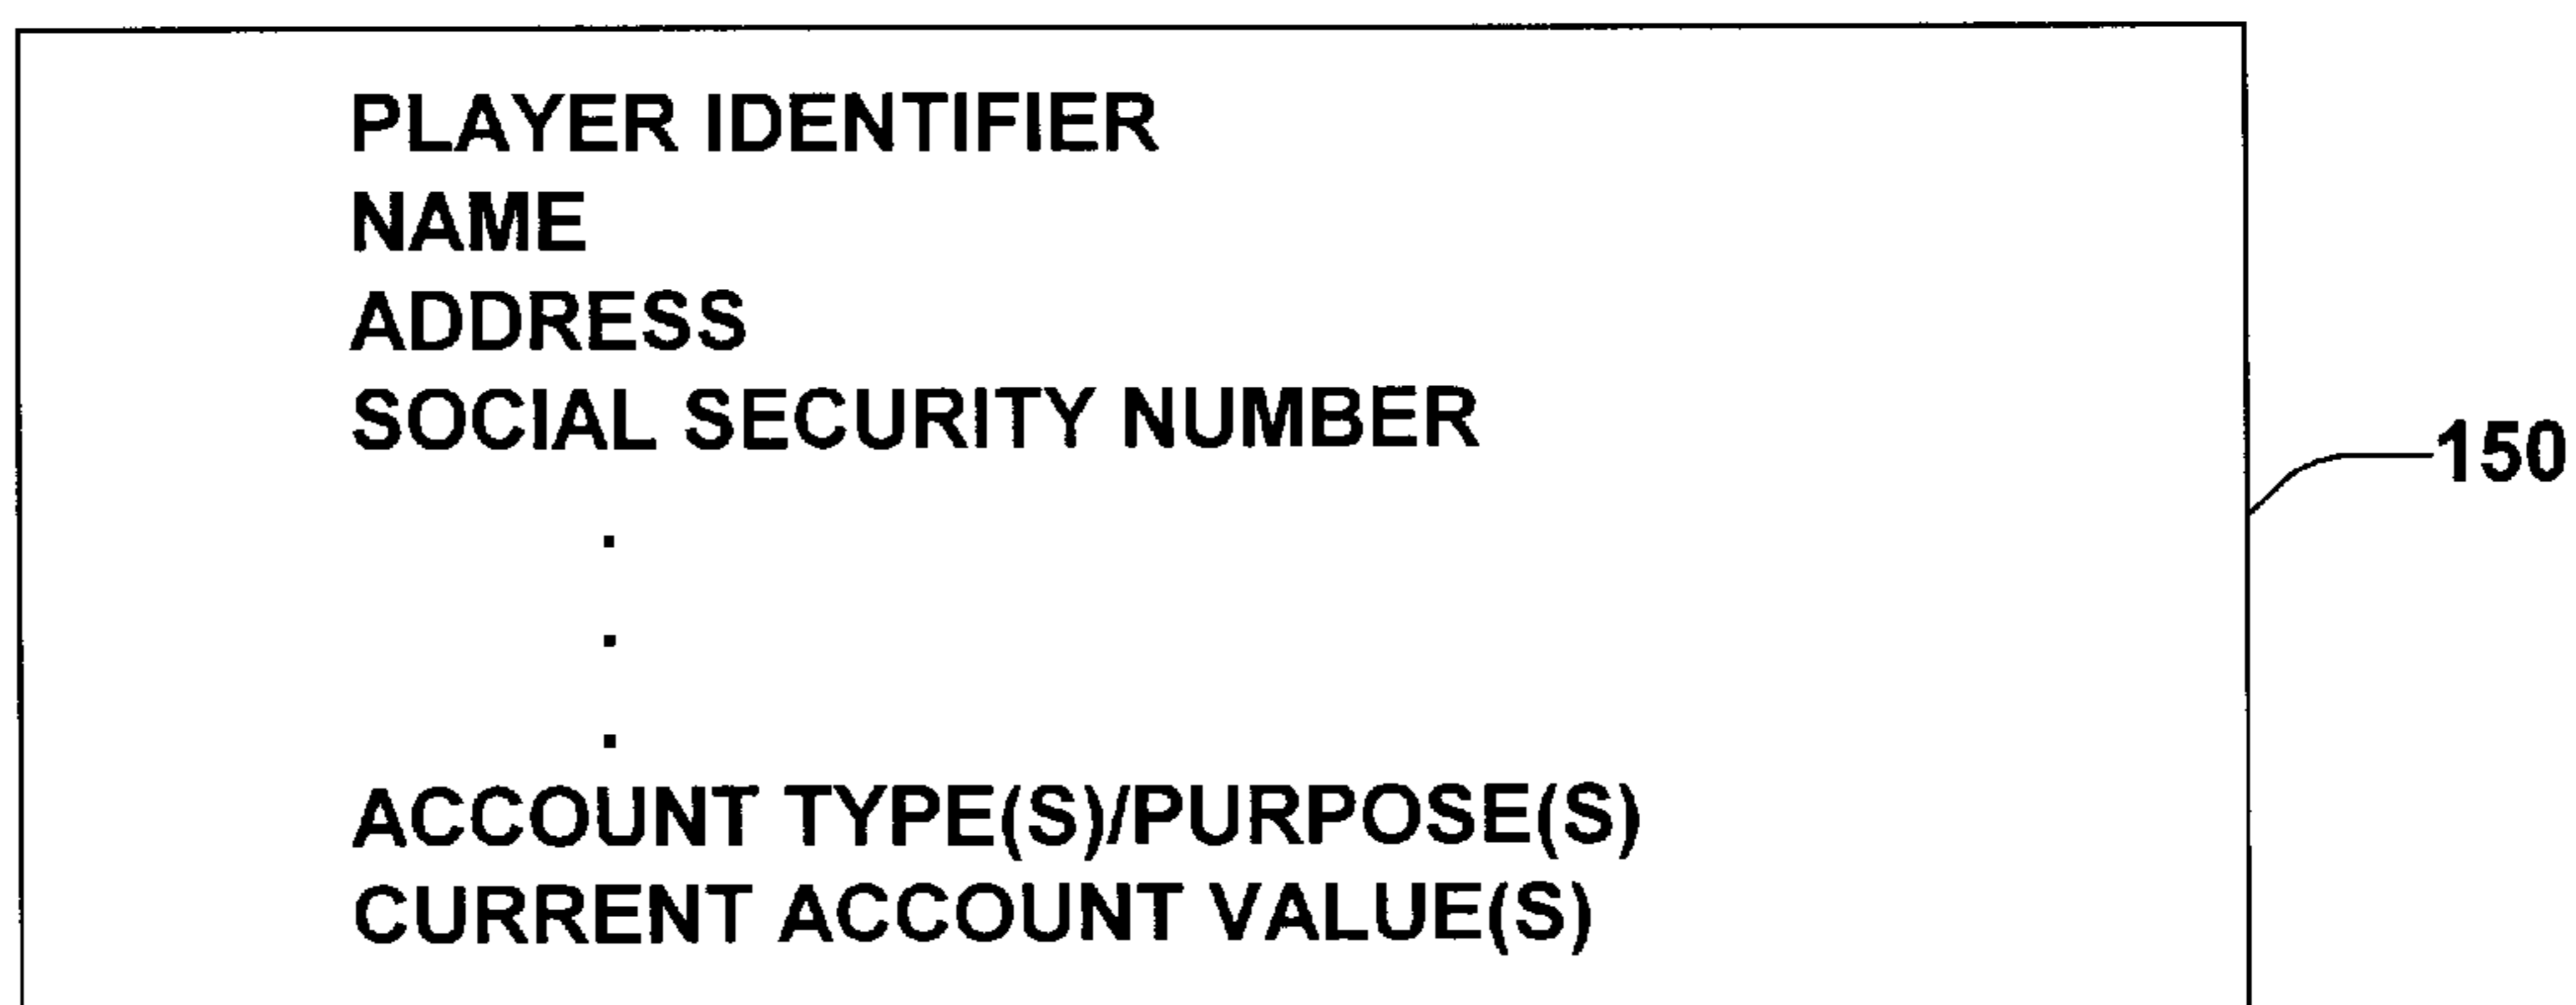 PLAYER IDENTIFIER
NAME
ADDRESS
SOCIAL SECURITY NUMBER
150
.
.
.
ACCOUNT TYPE(S)/PURPOSE(S)
CURRENT ACCOUNT VALUE(S)